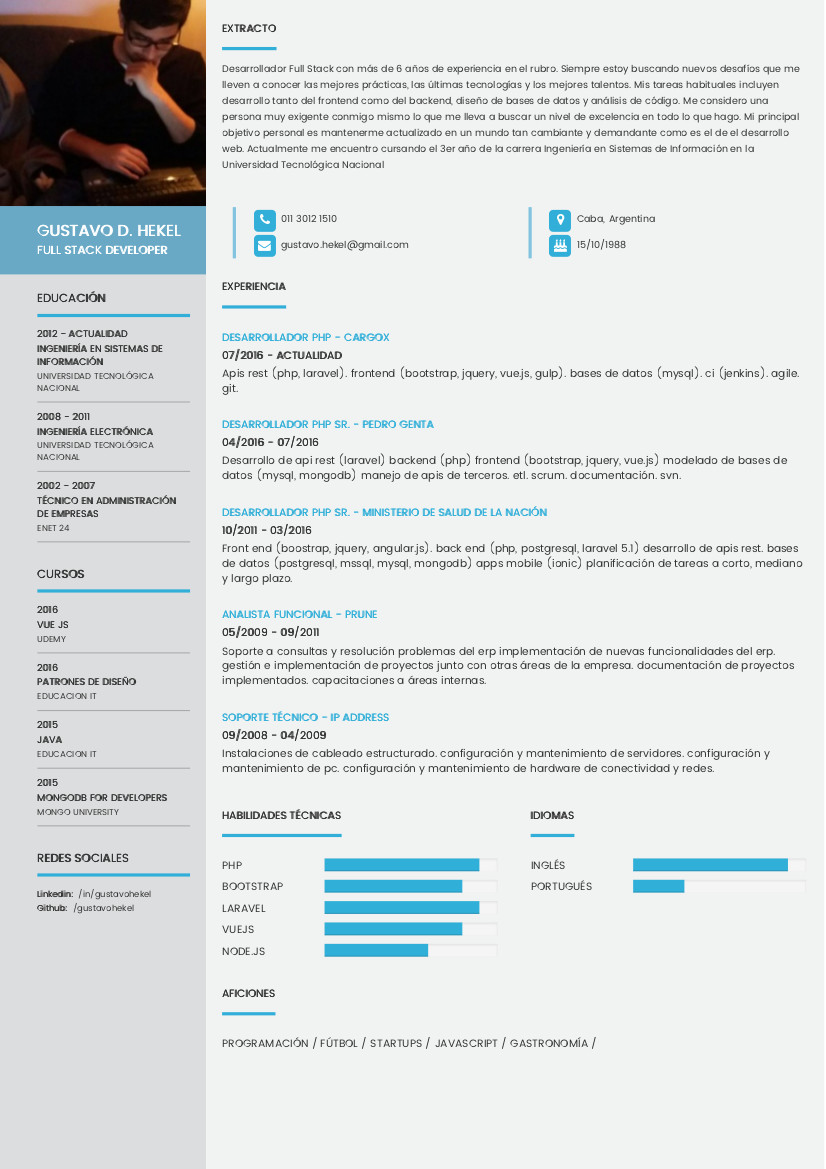 GUSTAVO D. HEKEL
FULL STACK DEVELOPER
EDUCACIÓN
2012 - ACTUALIDAD
INGENIERÍA EN SISTEMAS DE
INFORMACIÓN
UNIVERSIDAD TECNOLÓGICA
NACIONAL
2008 - 2011
INGENIERÍA ELECTRÓNICA
UNIVERSIDAD TECNOLÓGICA
NACIONAL
2002 - 2007
TÉCNICO EN ADMINISTRACIÓN
DE EMPRESAS
ENET 24
CURSOS
2016
VUE JS
UDEMY
2016
PATRONES DE DISEÑO
EDUCACION IT
2015
JAVA
EDUCACION IT
2015
MONGODB FOR DEVELOPERS
MONGO UNIVERSITY
REDES SOCIALES
Linkedin: /in/gustavohekel
Github: /gustavohekel
EXTRACTO
Desarrollador Full Stack con más de 6 años de experiencia en el rubro. Siempre estoy buscando nuevos desafíos que me
lleven a conocer las mejores prácticas, las últimas tecnologías y los mejores talentos. Mis tareas habituales incluyen
desarrollo tanto del frontend como del backend, diseño de bases de datos y análisis de código. Me considero una
persona muy exigente conmigo mismo lo que me lleva a buscar un nivel de excelencia en todo lo que hago. Mi principal
objetivo personal es mantenerme actualizado en un mundo tan cambiante y demandante como es el de el desarrollo
web. Actualmente me encuentro cursando el 3er año de la carrera Ingeniería en Sistemas de Información en la
Universidad Tecnológica Nacional
011 3012 1510
Caba, Argentina
gustavo.hekel@gmail.com
15/10/1988
EXPERIENCIA
DESARROLLADOR PHP - CARGOX
07/2016 - ACTUALIDAD
Apis rest (php, laravel). frontend (bootstrap, jquery, vue.js, gulp). bases de datos (mysql). ci (jenkins). agile.
git.
DESARROLLADOR PHP SR. - PEDRO GENTA
04/2016 - 07/2016
Desarrollo de api rest (laravel) backend (php) frontend (bootstrap, jquery, vue.js) modelado de bases de
datos (mysql, mongodb) manejo de apis de terceros. etl. scrum. documentación. svn.
DESARROLLADOR PHP SR. - MINISTERIO DE SALUD DE LA NACIÓN
10/2011 - 03/2016
Front end (boostrap, jquery, angular.js). back end (php, postgresql, laravel 5.1) desarrollo de apis rest. bases
de datos (postgresql, mssql, mysql, mongodb) apps mobile (ionic) planificación de tareas a corto, mediano
y largo plazo.
ANALISTA FUNCIONAL - PRUNE
05/2009 - 09/2011
Soporte a consultas y resolución problemas del erp implementación de nuevas funcionalidades del erp.
gestión e implementación de proyectos junto con otras áreas de la empresa. documentación de proyectos
implementados. capacitaciones a áreas internas.
SOPORTE TÉCNICO - IP ADDRESS
09/2008 - 04/2009
Instalaciones de cableado estructurado. configuración y mantenimiento de servidores. configuración y
mantenimiento de pc. configuración y mantenimiento de hardware de conectividad y redes.
HABILIDADES TÉCNICAS
PHP
BOOTSTRAP
LARAVEL
VUEJS
NODE.JS
IDIOMAS
INGLÉS
PORTUGUÉS
AFICIONES
PROGRAMACIÓN / FÚTBOL / STARTUPS / JAVASCRIPT / GASTRONOMÍA /